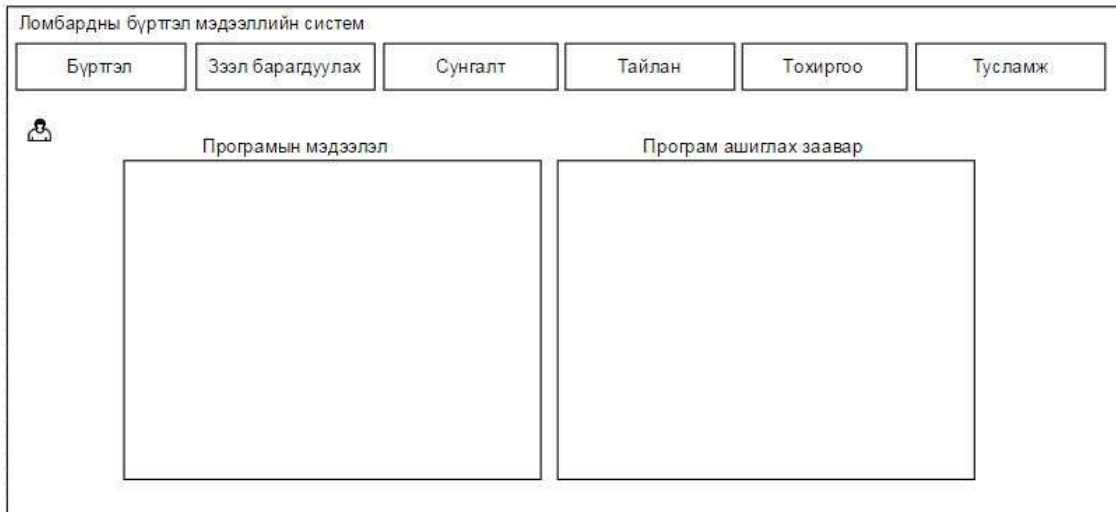 Ломбардны бүртгэл мэдээллийн систем
Бүртгэл Зээл барагдуулах Сунгалт Тайлан Тохиргоо Тусламж
Програмын мэдээлэл Програм ашиглах заавар